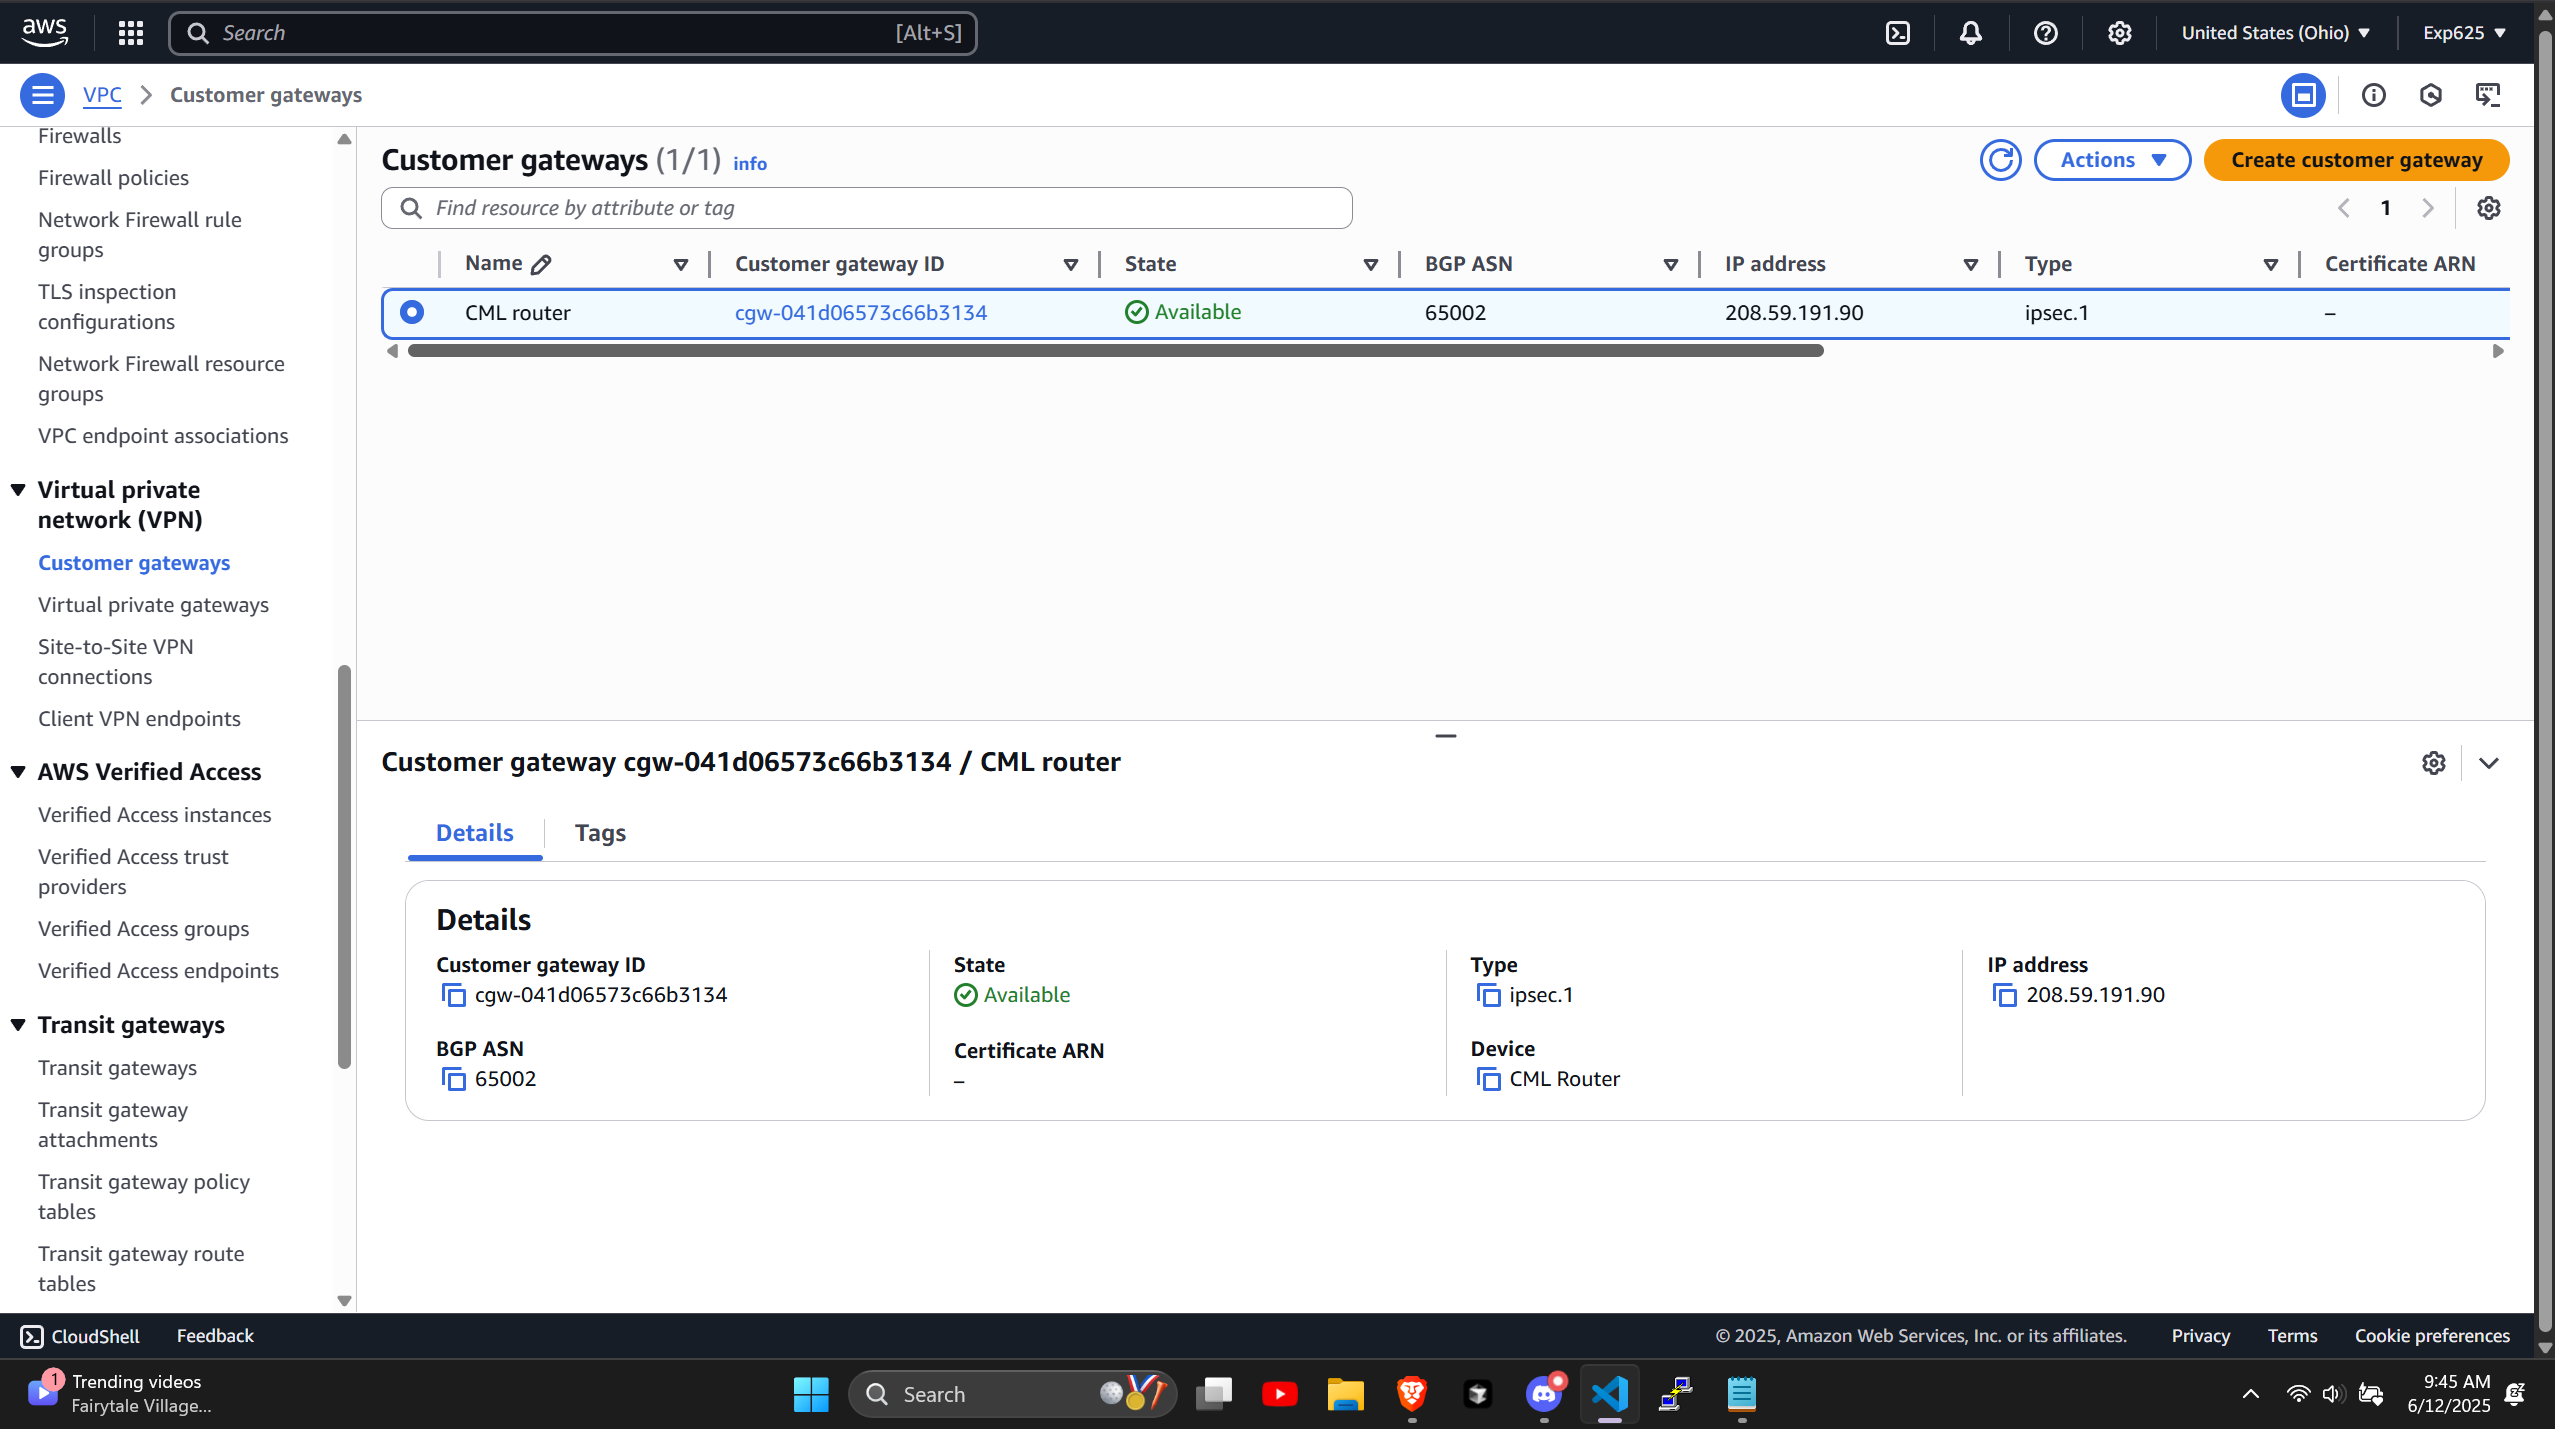 aws
Search
[Alt+S]
United States (Ohio)
Exp625
VPC
Customer gateways
Firewalls
Firewall policies
Network Firewall rule
groups
TLS inspection
configurations
Network Firewall resource
groups
VPC endpoint associations
Virtual private
network (VPN)
Customer gateways
Virtual private gateways
Site-to-Site VPN
connections
Client VPN endpoints
AWS Verified Access
Verified Access instances
Verified Access trust
providers
Verified Access groups
Verified Access endpoints
Transit gateways
Transit gateways
Transit gateway
attachments
Transit gateway policy
tables
Transit gateway route
tables
Customer gateways (1/1) info
Actions
Create customer gateway
Find resource by attribute or tag
1
Name
Customer gateway ID
State
BGP ASN
IP address
Type
Certificate ARN
CML router
cgw-041d06573c66b3134
Available
65002
208.59.191.90
ipsec.1
–
Customer gateway cgw-041d06573c66b3134 / CML router
Details
Tags
Details
Customer gateway ID
cgw-041d06573c66b3134
State
Available
Type
ipsec.1
IP address
208.59.191.90
BGP ASN
65002
Certificate ARN
–
Device
CML Router
CloudShell
Feedback
© 2025, Amazon Web Services, Inc. or its affiliates.
Privacy
Terms
Cookie preferences
1
Trending videos
Fairytale Village...
Search
9:45 AM
6/12/2025